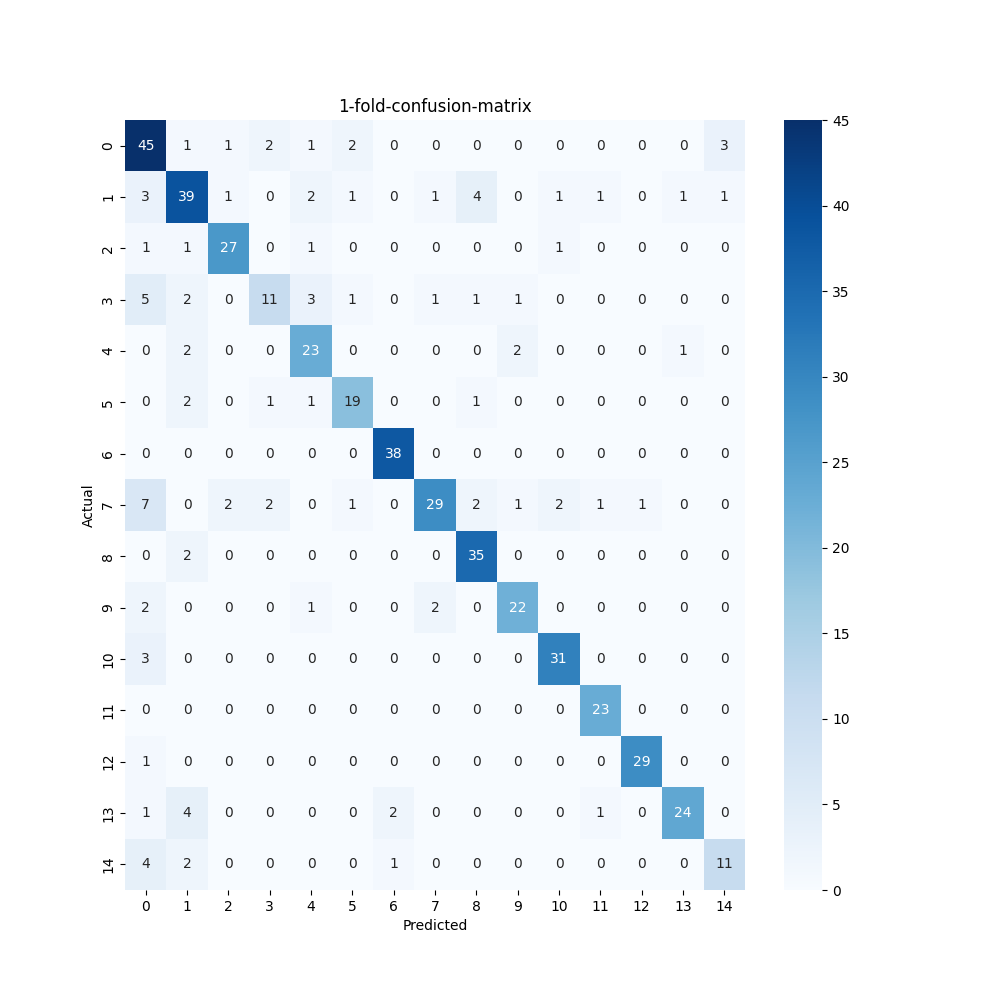 1-fold-confusion-matrix
0 45 1 1 2 1 2 0 0 0 0 0 0 0 0 3
1 3 39 1 0 2 1 0 1 4 0 1 1 0 1 1
2 1 1 27 0 1 0 0 0 0 0 1 0 0 0 0
3 5 2 0 11 3 1 0 1 1 1 0 0 0 0 0
4 0 2 0 0 23 0 0 0 0 2 0 0 0 1 0
5 0 2 0 1 1 19 0 0 1 0 0 0 0 0 0
6 0 0 0 0 0 0 38 0 0 0 0 0 0 0 0
7 7 0 2 2 0 1 0 29 2 1 2 1 1 0 0
8 0 2 0 0 0 0 0 0 35 0 0 0 0 0 0
9 2 0 0 0 1 0 0 2 0 22 0 0 0 0 0
10 3 0 0 0 0 0 0 0 0 0 31 0 0 0 0
11 0 0 0 0 0 0 0 0 0 0 0 23 0 0 0
12 1 0 0 0 0 0 0 0 0 0 0 0 29 0 0
13 1 4 0 0 0 0 2 0 0 0 0 1 0 24 0
14 4 2 0 0 0 0 1 0 0 0 0 0 0 0 11
0 1 2 3 4 5 6 7 8 9 10 11 12 13 14
Predicted
Actual
45
40
35
30
25
20
15
10
5
0